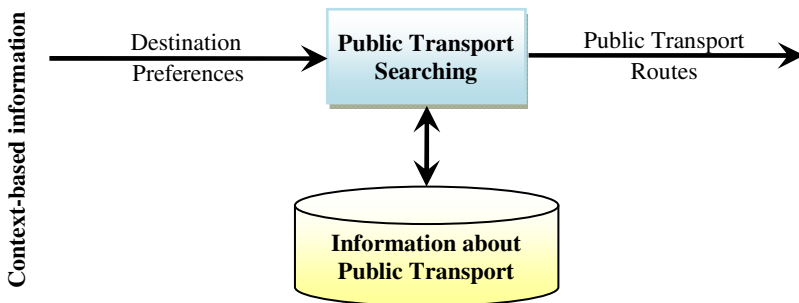 Context-based information
Destination
Preferences
Public Transport
Searching
Public Transport
Routes
Information about
Public Transport